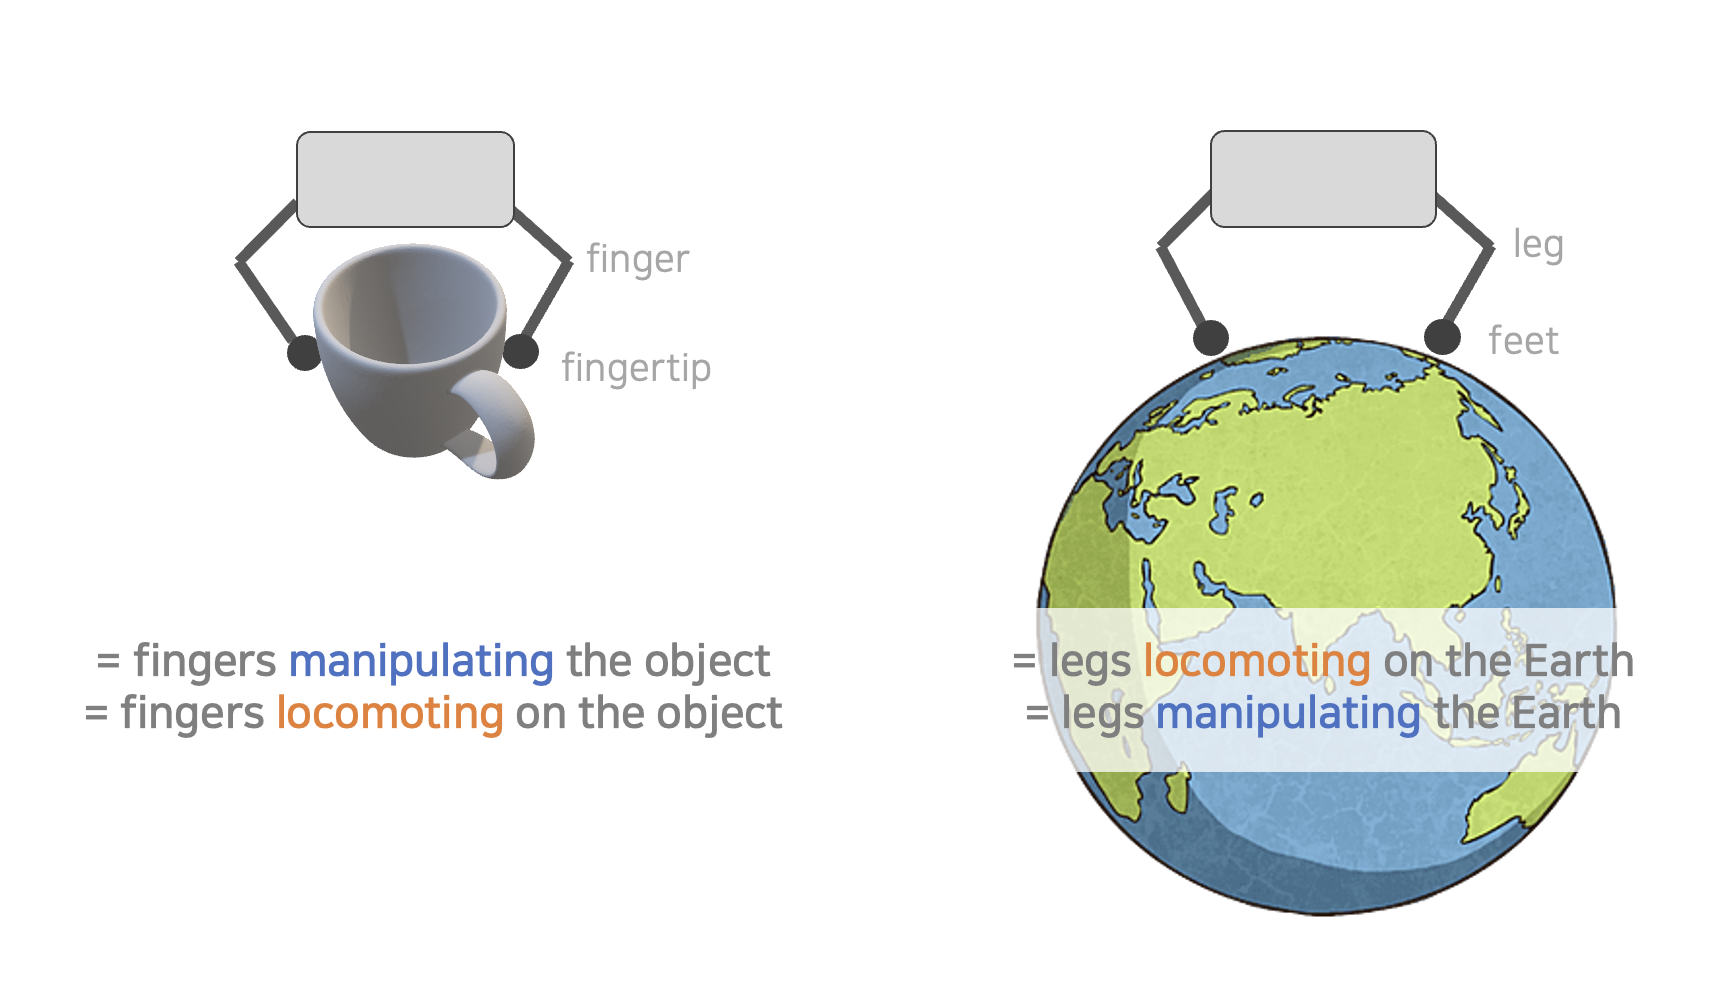 finger
fingertip
= fingers manipulating the object
= fingers locomoting on the object
leg
feet
= legs locomoting on the Earth
= legs manipulating the Earth